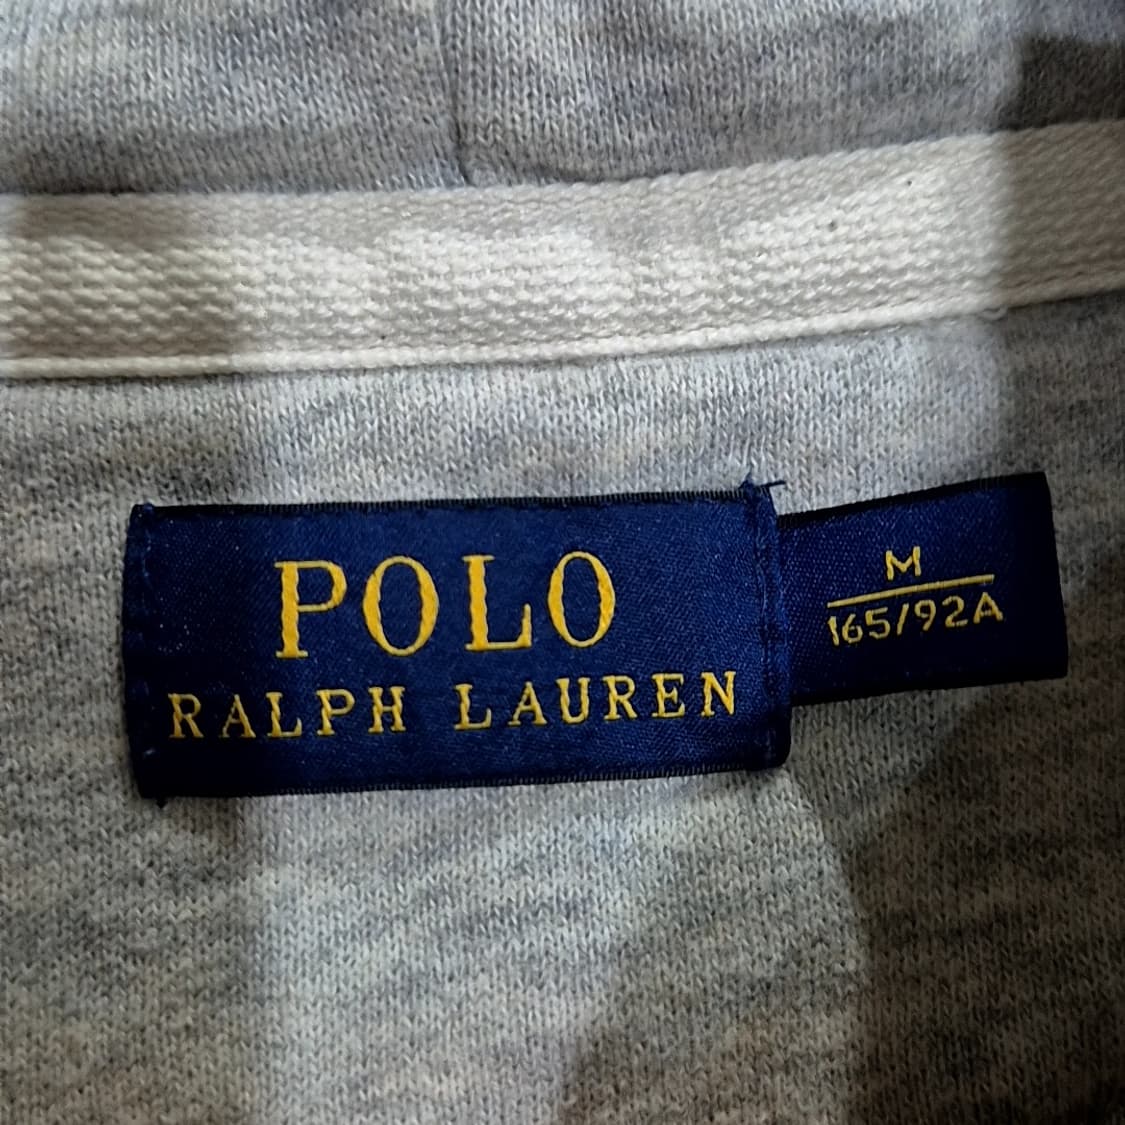 POLO
RALPH LAUREN
M
165/92A